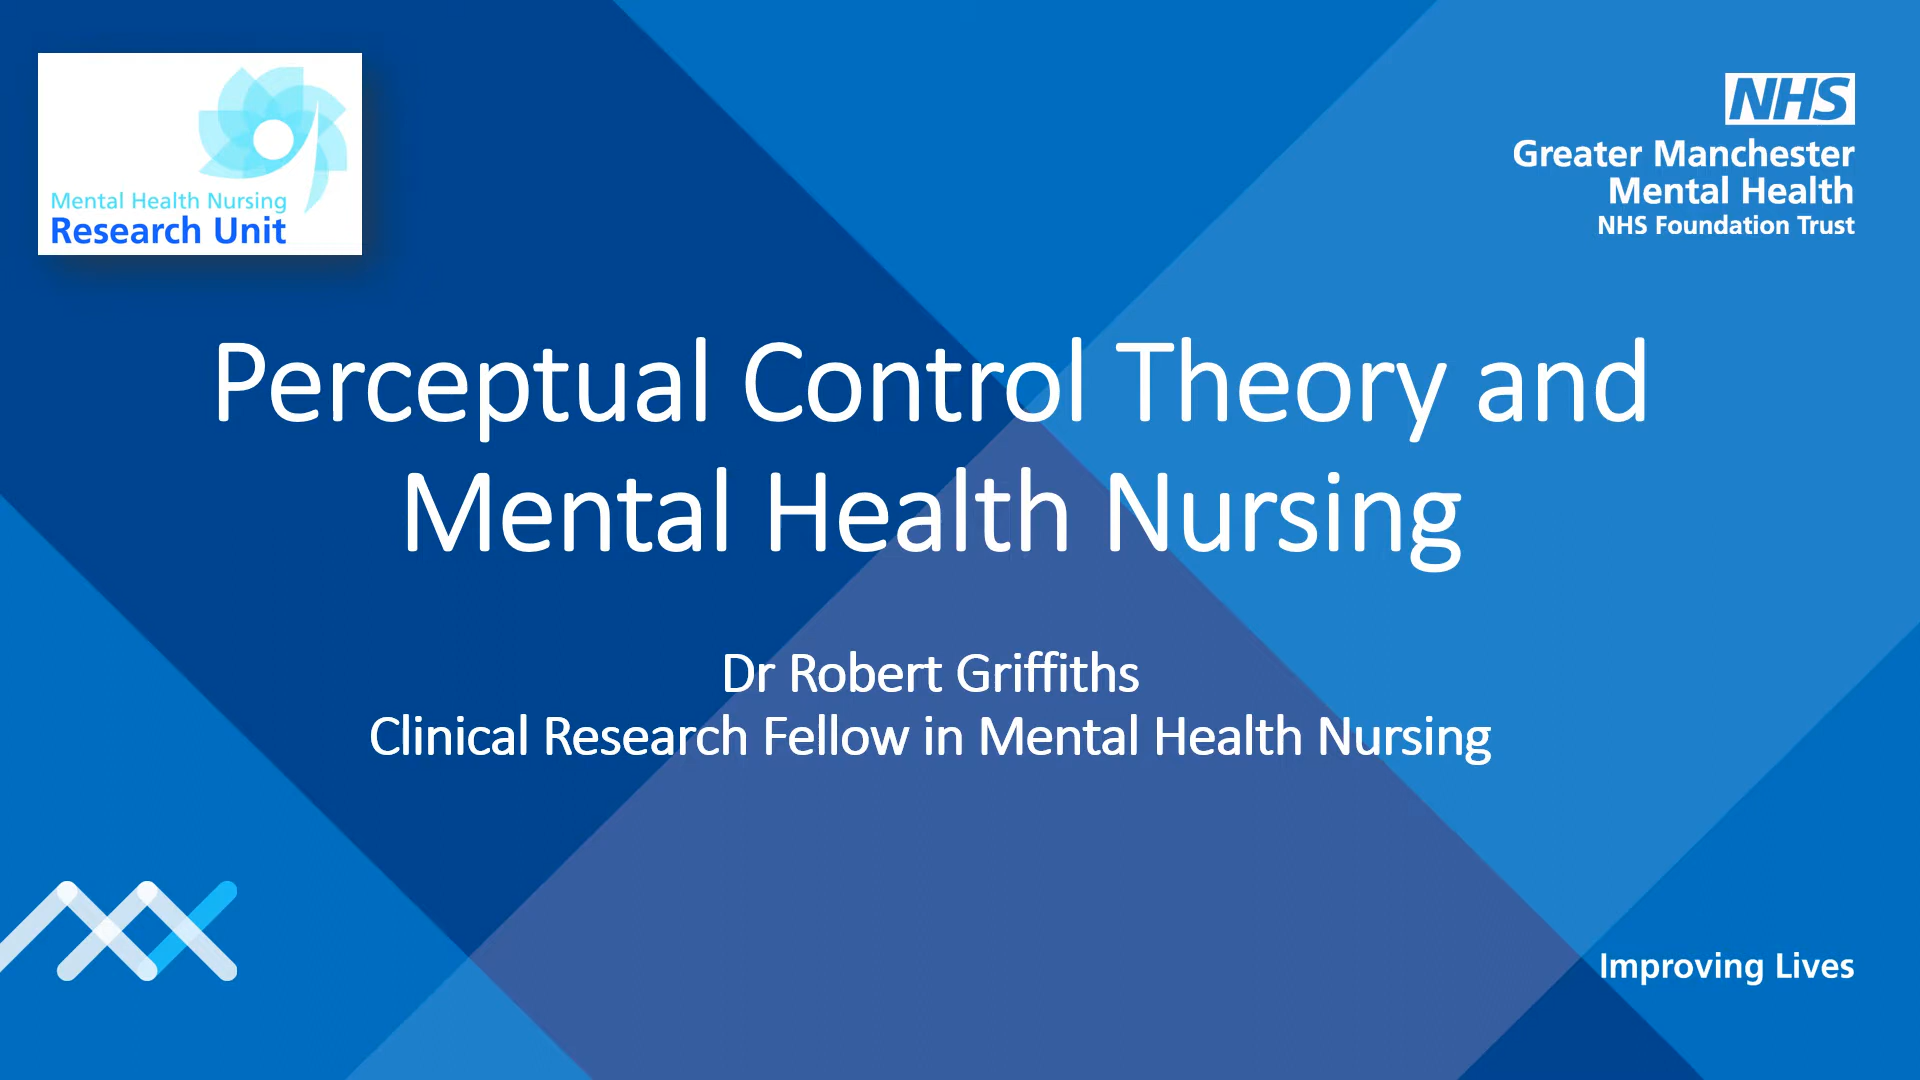 Mental Health Nursing
Research Unit
NHS
Greater Manchester
Mental Health
NHS Foundation Trust
Perceptual Control Theory and
Mental Health Nursing
Dr Robert Griffiths
Clinical Research Fellow in Mental Health Nursing
Improving Lives